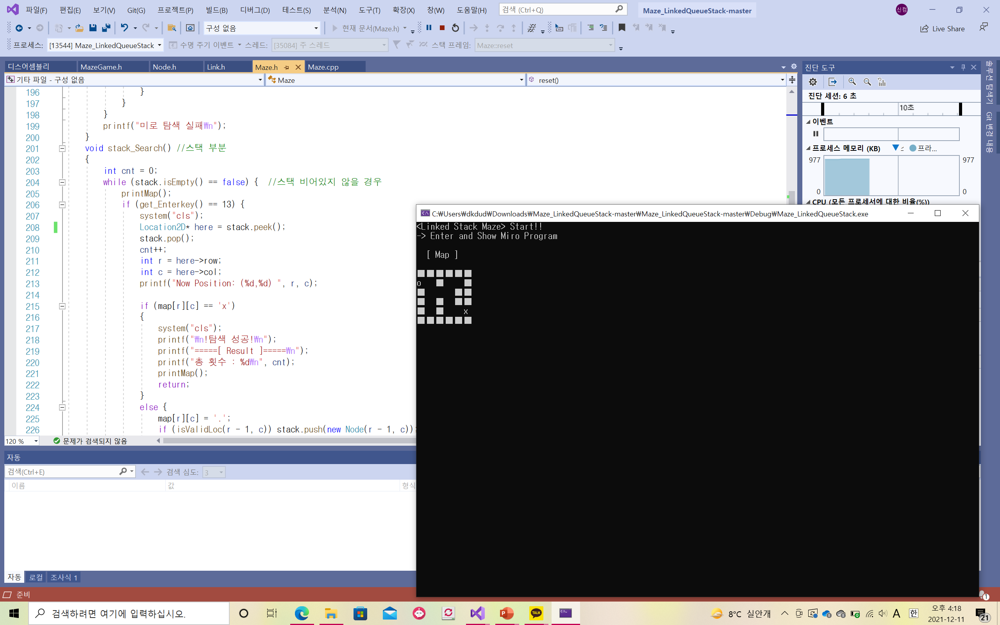 파일(F) 편집(E) 보기(V) Git(G) 프로젝트(P) 빌드(B) 디버그(D) 테스트(S) 분석(N) 도구(T) 확장(X) 창(W) 도움말(H) 검색 (Ctrl+Q) Maze_LinkedQueueStack-master 신컴
구성 없음 현재 문서(Maze.h) Live Share
프로세스: [13544] Maze_LinkedQueueStack 수명 주기 이벤트 스레드: [35084] 주 스레드 스택 프레임: Maze::reset
디스어셈블리 MazeGame.h Node.h Link.h Maze.h Maze.cpp
기타 파일 - 구성 없음 Maze reset()
196 }
197 }
198 }
199 printf("미로 탐색 실패₩n");
200 }
201 void stack_Search() //스택 부분
202 {
203 int cnt = 0;
204 while (stack.isEmpty() == false) { //스택 비어있지 않을 경우
205 printMap();
206 if (get_Enterkey() == 13) {
207 system("cls");
208 Location2D* here = stack.peek();
209 stack.pop();
210 cnt++;
211 int r = here->row;
212 int c = here->col;
213 printf("Now Position: (%d,%d) ", r, c);
214
215 if (map[r][c] == 'x')
216 {
217 system("cls");
218 printf("₩n!탐색 성공!₩n");
219 printf("=====[ Result ]=====₩n");
220 printf("총 횟수 : %d₩n", cnt);
221 printMap();
222 return;
223 }
224 else {
225 map[r][c] = '.';
226 if (isValidLoc(r - 1, c)) stack.push(new Node(r - 1, c));
120 % 문제가 검색되지 않음
진단 도구
진단 세션: 6 초
10초
이벤트
프로세스 메모리 (KB) 프라...
977 977
0 0
CPU (모든 프로세서에 대한 비율(%))
솔루션 탐색기
Git 변경 내용
C:₩Users₩dkdud₩Downloads₩Maze_LinkedQueueStack-master₩Maze_LinkedQueueStack-master₩Debug₩Maze_LinkedQueueStack.exe
<Linked Stack Maze> Start!!
-> Enter and Show Miro Program
[ Map ]
■■■■■■
o ■ ■
■ ■■
■ ■ ■■
■ ■ x
■■■■■■
자동
검색(Ctrl+E) 검색 심도: 3
이름 값 형식
자동 로컬 조사식 1
준비 1
검색하려면 여기에 입력하십시오. P TALK 8°C 실안개 A 한 오후 4:18
2021-12-11 21